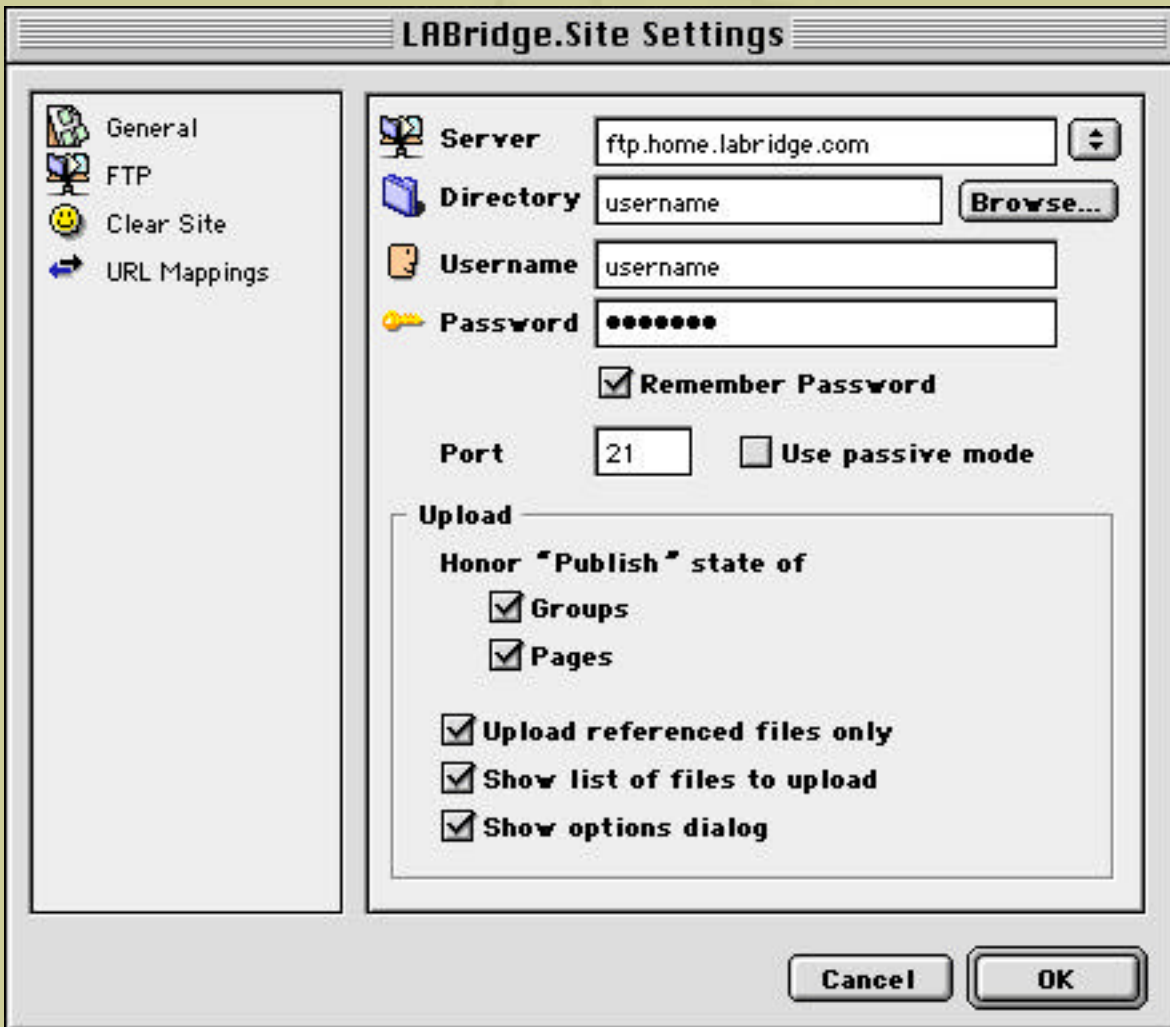 LABridge.Site Settings
General
FTP
Clear Site
URL Mappings
Server ftp.home.labridge.com
Directory username Browse...
Username username
Password •••••••
Remember Password
Port 21 Use passive mode
Upload
Honor "Publish" state of
Groups
Pages
Upload referenced files only
Show list of files to upload
Show options dialog
Cancel OK